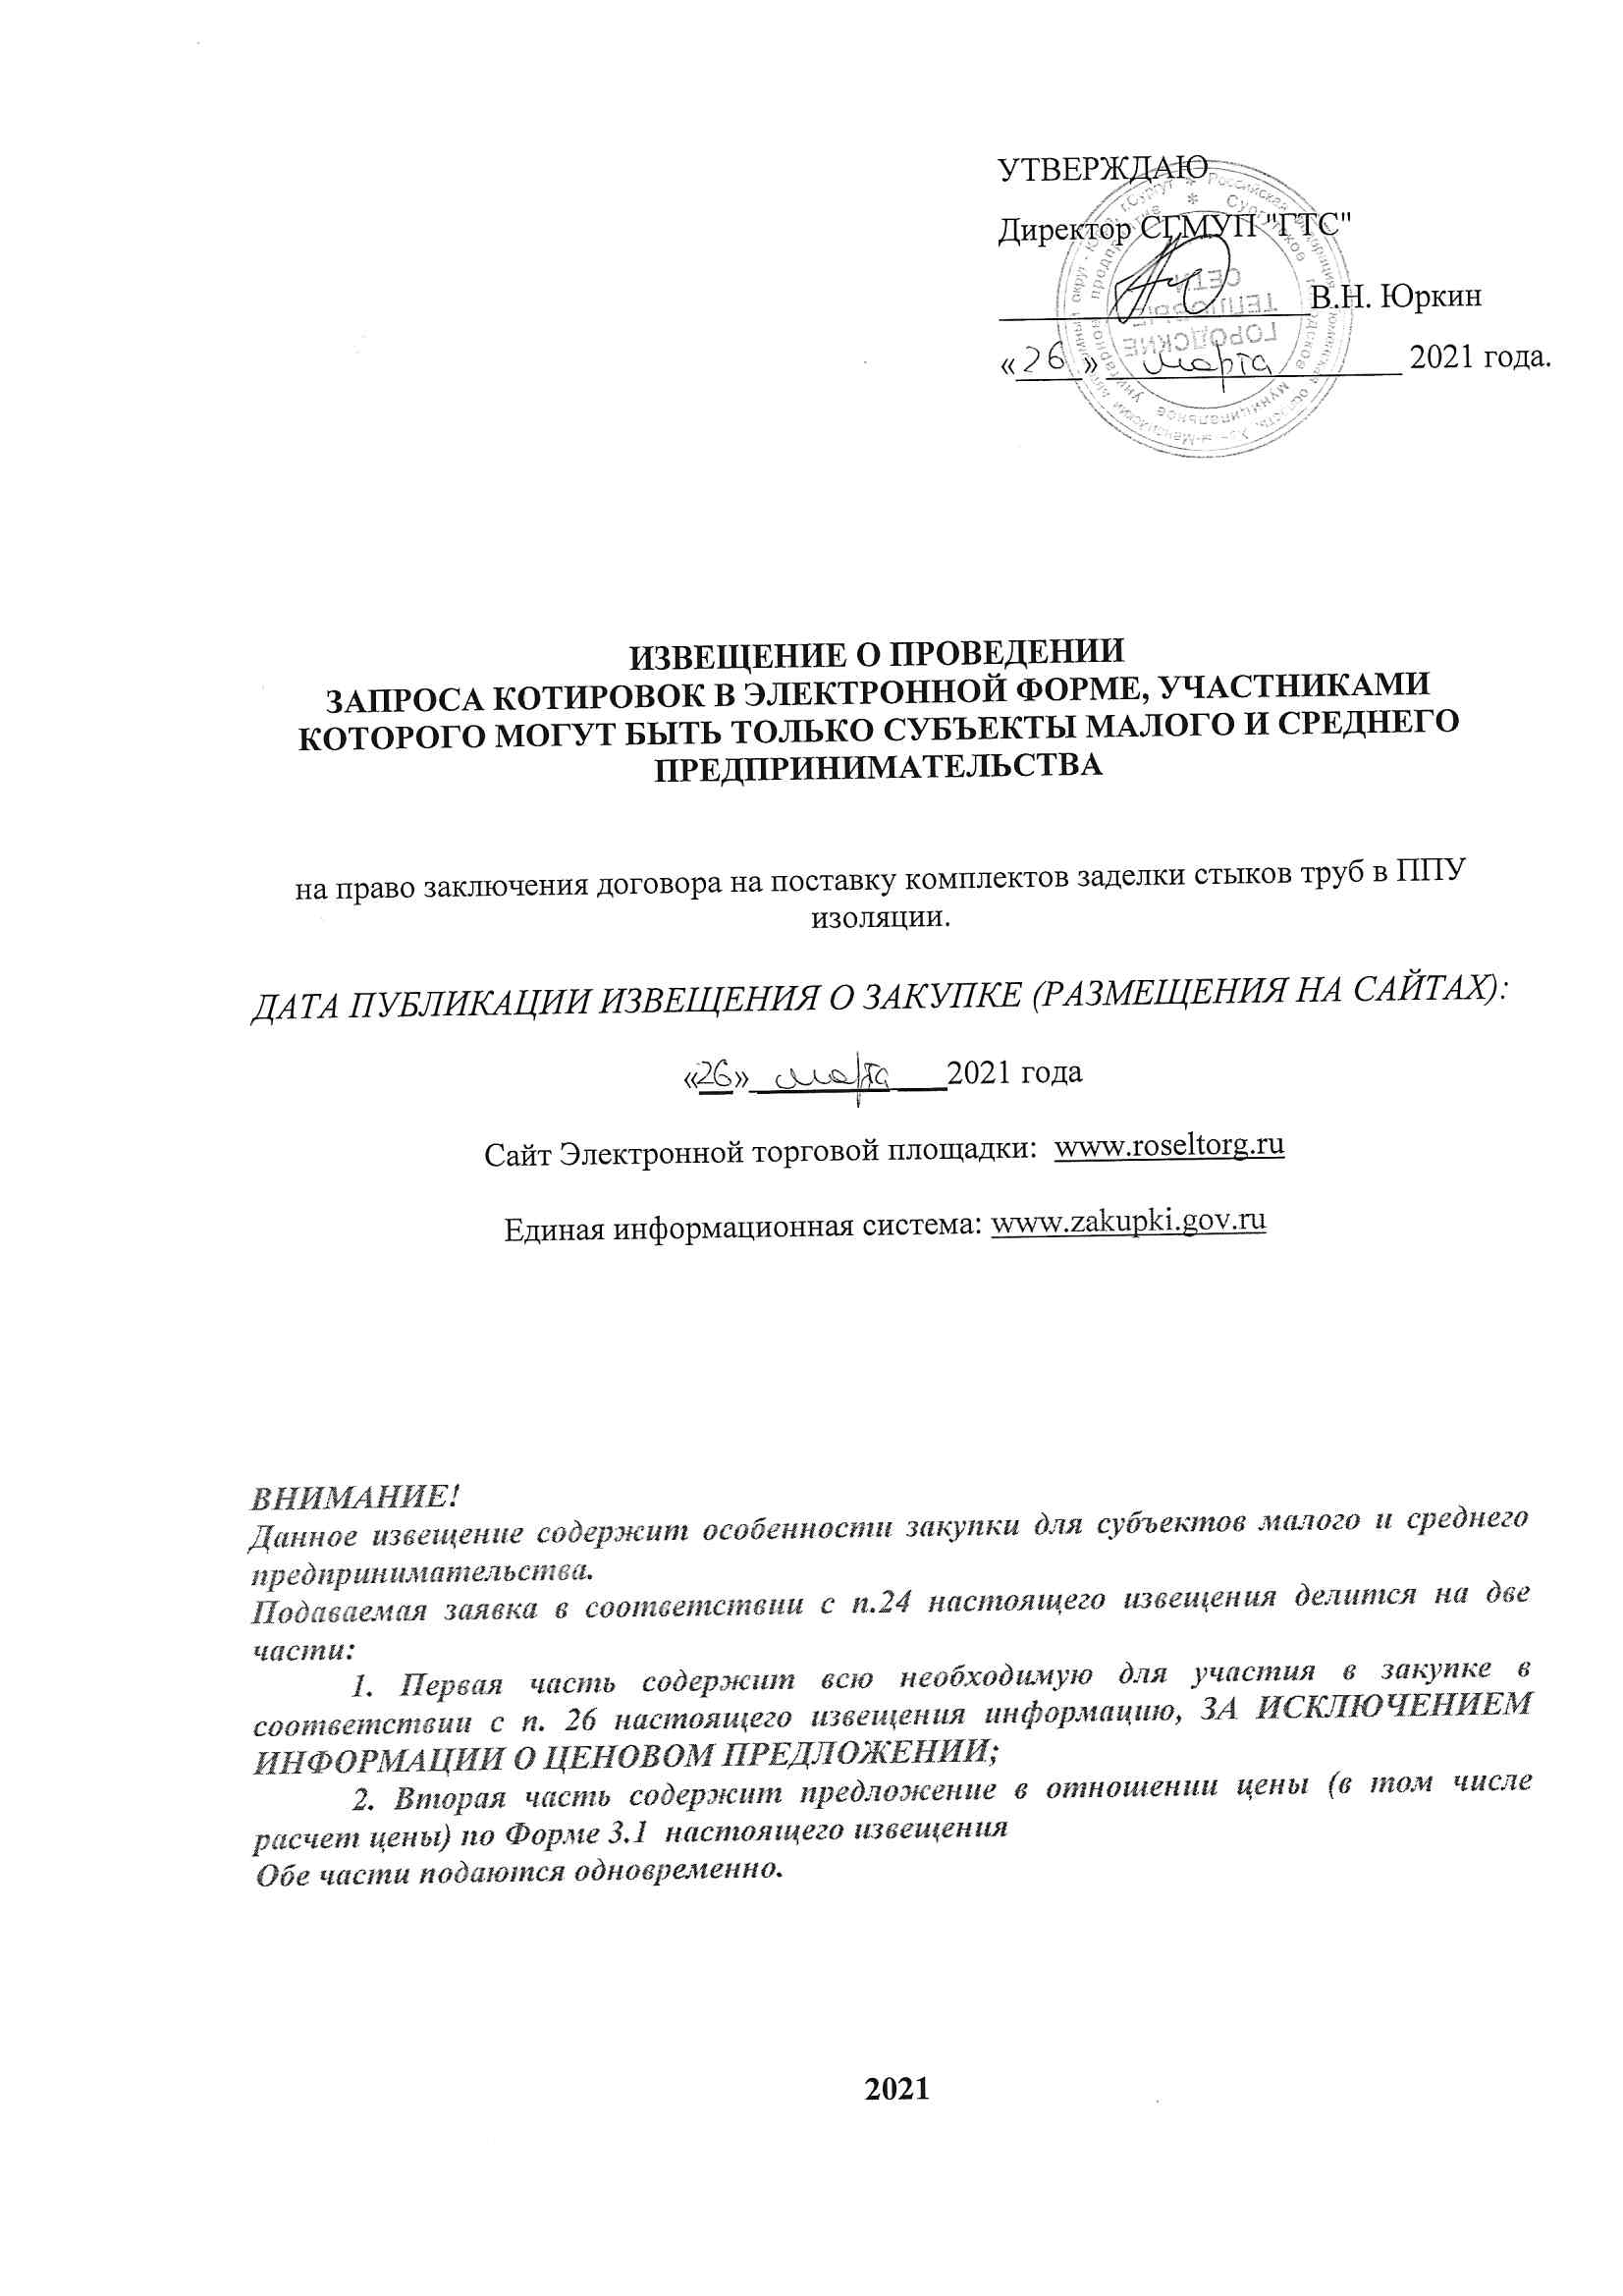 УТВЕРЖДАЮ
Директор СГМУП "ГТС"
В.Н. Юркин
«26» марта 2021 года.
ГОРОДСКИЕ
ТЕПЛОВЫЕ
СЕТИ
ИЗВЕЩЕНИЕ О ПРОВЕДЕНИИ
ЗАПРОСА КОТИРОВОК В ЭЛЕКТРОННОЙ ФОРМЕ, УЧАСТНИКАМИ
КОТОРОГО МОГУТ БЫТЬ ТОЛЬКО СУБЪЕКТЫ МАЛОГО И СРЕДНЕГО
ПРЕДПРИНИМАТЕЛЬСТВА
на право заключения договора на поставку комплектов заделки стыков труб в ППУ
изоляции.
ДАТА ПУБЛИКАЦИИ ИЗВЕЩЕНИЯ О ЗАКУПКЕ (РАЗМЕЩЕНИЯ НА САЙТАХ):
«26» марта 2021 года
Сайт Электронной торговой площадки: www.roseltorg.ru
Единая информационная система: www.zakupki.gov.ru
ВНИМАНИЕ!
Данное извещение содержит особенности закупки для субъектов малого и среднего
предпринимательства.
Подаваемая заявка в соответствии с п.24 настоящего извещения делится на две
части:
1. Первая часть содержит всю необходимую для участия в закупке в
соответствии с п. 26 настоящего извещения информацию, ЗА ИСКЛЮЧЕНИЕМ
ИНФОРМАЦИИ О ЦЕНОВОМ ПРЕДЛОЖЕНИИ;
2. Вторая часть содержит предложение в отношении цены (в том числе
расчет цены) по Форме 3.1 настоящего извещения
Обе части подаются одновременно.
2021